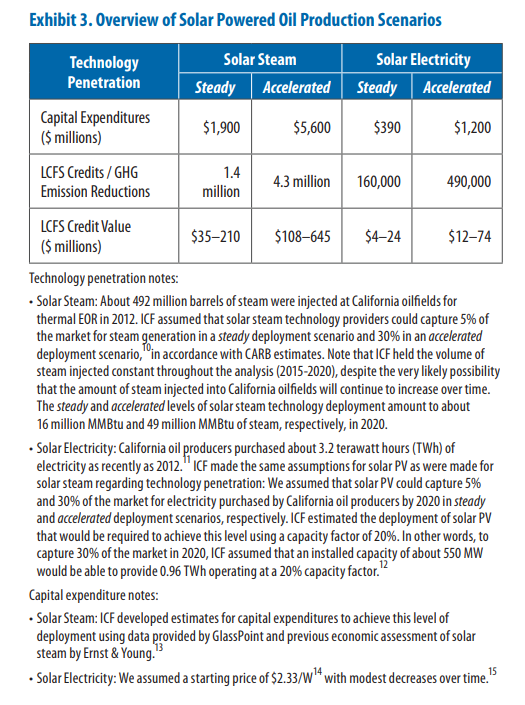 Exhibit 3. Overview of Solar Powered Oil Production Scenarios
Technology Penetration Solar Steam Solar Electricity
Steady Accelerated Steady Accelerated
Capital Expenditures ($ millions) $1,900 $5,600 $390 $1,200
LCFS Credits / GHG Emission Reductions 1.4 million 4.3 million 160,000 490,000
LCFS Credit Value ($ millions) $35–210 $108–645 $4–24 $12–74
Technology penetration notes:
• Solar Steam: About 492 million barrels of steam were injected at California oilfields for
thermal EOR in 2012. ICF assumed that solar steam technology providers could capture 5% of
the market for steam generation in a steady deployment scenario and 30% in an accelerated
deployment scenario,10 in accordance with CARB estimates. Note that ICF held the volume of
steam injected constant throughout the analysis (2015-2020), despite the very likely possibility
that the amount of steam injected into California oilfields will continue to increase over time.
The steady and accelerated levels of solar steam technology deployment amount to about
16 million MMBtu and 49 million MMBtu of steam, respectively, in 2020.
• Solar Electricity: California oil producers purchased about 3.2 terawatt hours (TWh) of
electricity as recently as 2012.11 ICF made the same assumptions for solar PV as were made for
solar steam regarding technology penetration: We assumed that solar PV could capture 5%
and 30% of the market for electricity purchased by California oil producers by 2020 in steady
and accelerated deployment scenarios, respectively. ICF estimated the deployment of solar PV
that would be required to achieve this level using a capacity factor of 20%. In other words, to
capture 30% of the market in 2020, ICF assumed that an installed capacity of about 550 MW
would be able to provide 0.96 TWh operating at a 20% capacity factor.12
Capital expenditure notes:
• Solar Steam: ICF developed estimates for capital expenditures to achieve this level of
deployment using data provided by GlassPoint and previous economic assessment of solar
steam by Ernst & Young.13
• Solar Electricity: We assumed a starting price of $2.33/W14 with modest decreases over time.15